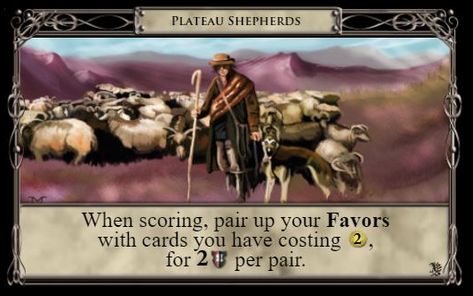 PLATEAU SHEPHERDS
When scoring, pair up your Favors
with cards you have costing 2,
for 2 per pair.